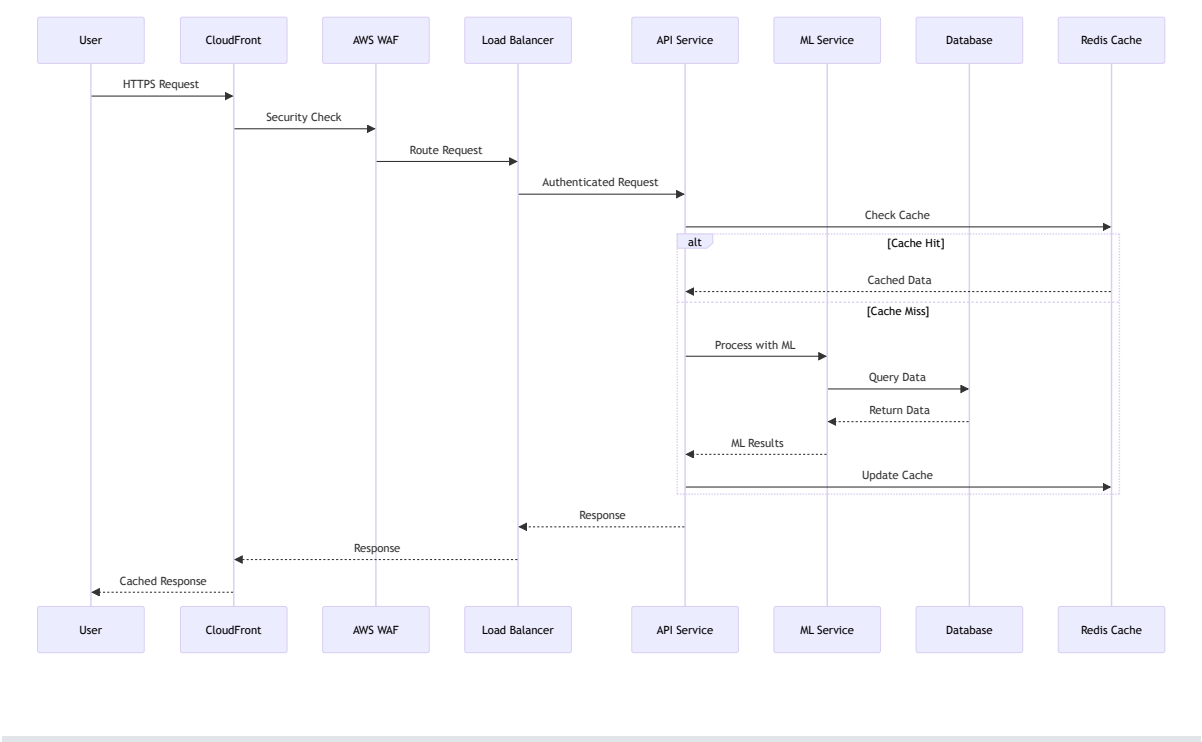 User CloudFront AWS WAF Load Balancer API Service ML Service Database Redis Cache
HTTPS Request
Security Check
Route Request
Authenticated Request
Check Cache
alt [Cache Hit]
Cached Data
[Cache Miss]
Process with ML
Query Data
Return Data
ML Results
Update Cache
Response
Response
Cached Response
User CloudFront AWS WAF Load Balancer API Service ML Service Database Redis Cache